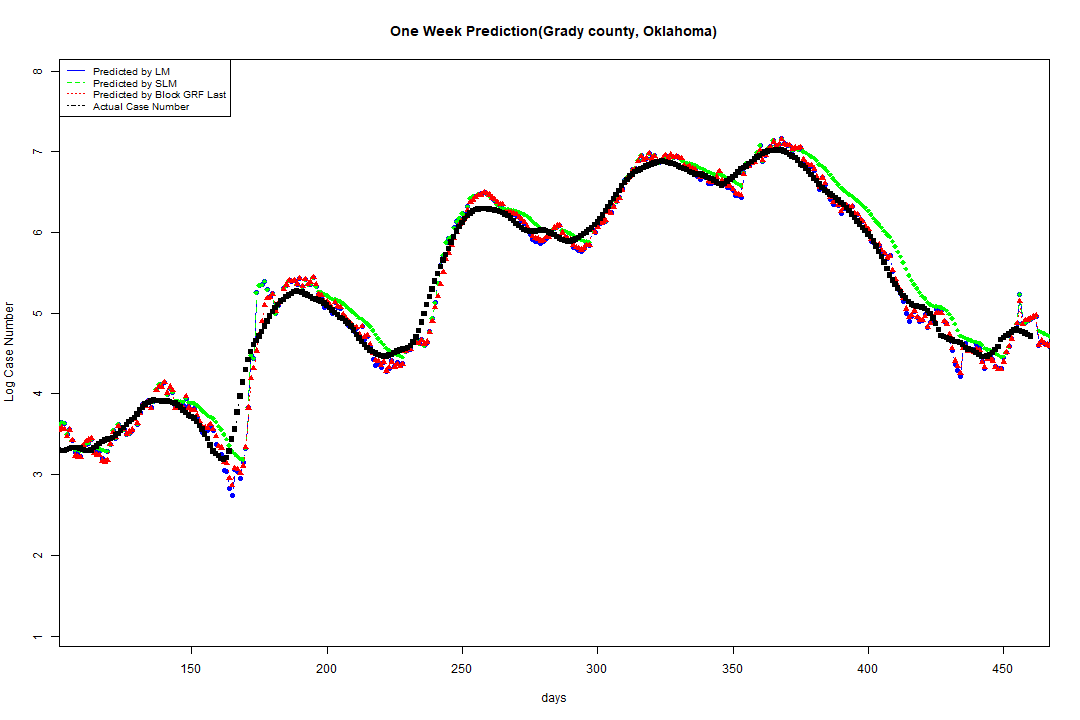 One Week Prediction(Grady county, Oklahoma)
Predicted by LM
Predicted by SLM
Predicted by Block GRF Last
Actual Case Number
8
7
6
5
4
3
2
1
Log Case Number
150 200 250 300 350 400 450
days